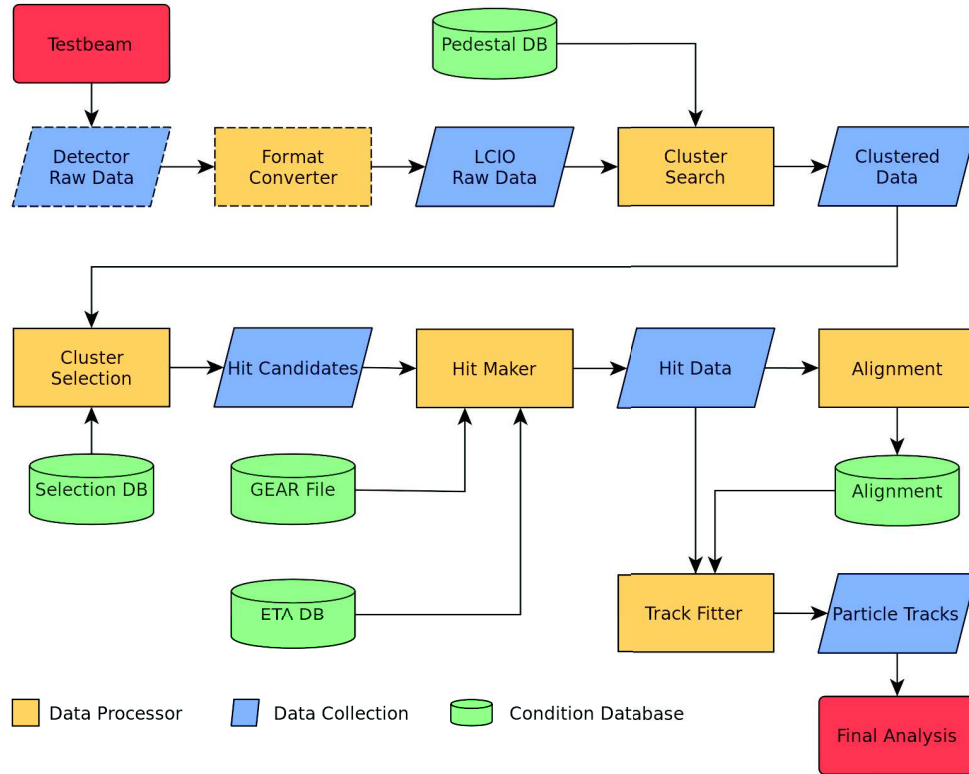 Testbeam
Pedestal DB
Detector
Raw Data
Format
Converter
LCIO
Raw Data
Cluster
Search
Clustered
Data
Cluster
Selection
Hit Candidates
Hit Maker
Hit Data
Alignment
Selection DB
GEAR File
Alignment
ETA DB
Track Fitter
Particle Tracks
Data Processor
Data Collection
Condition Database
Final Analysis